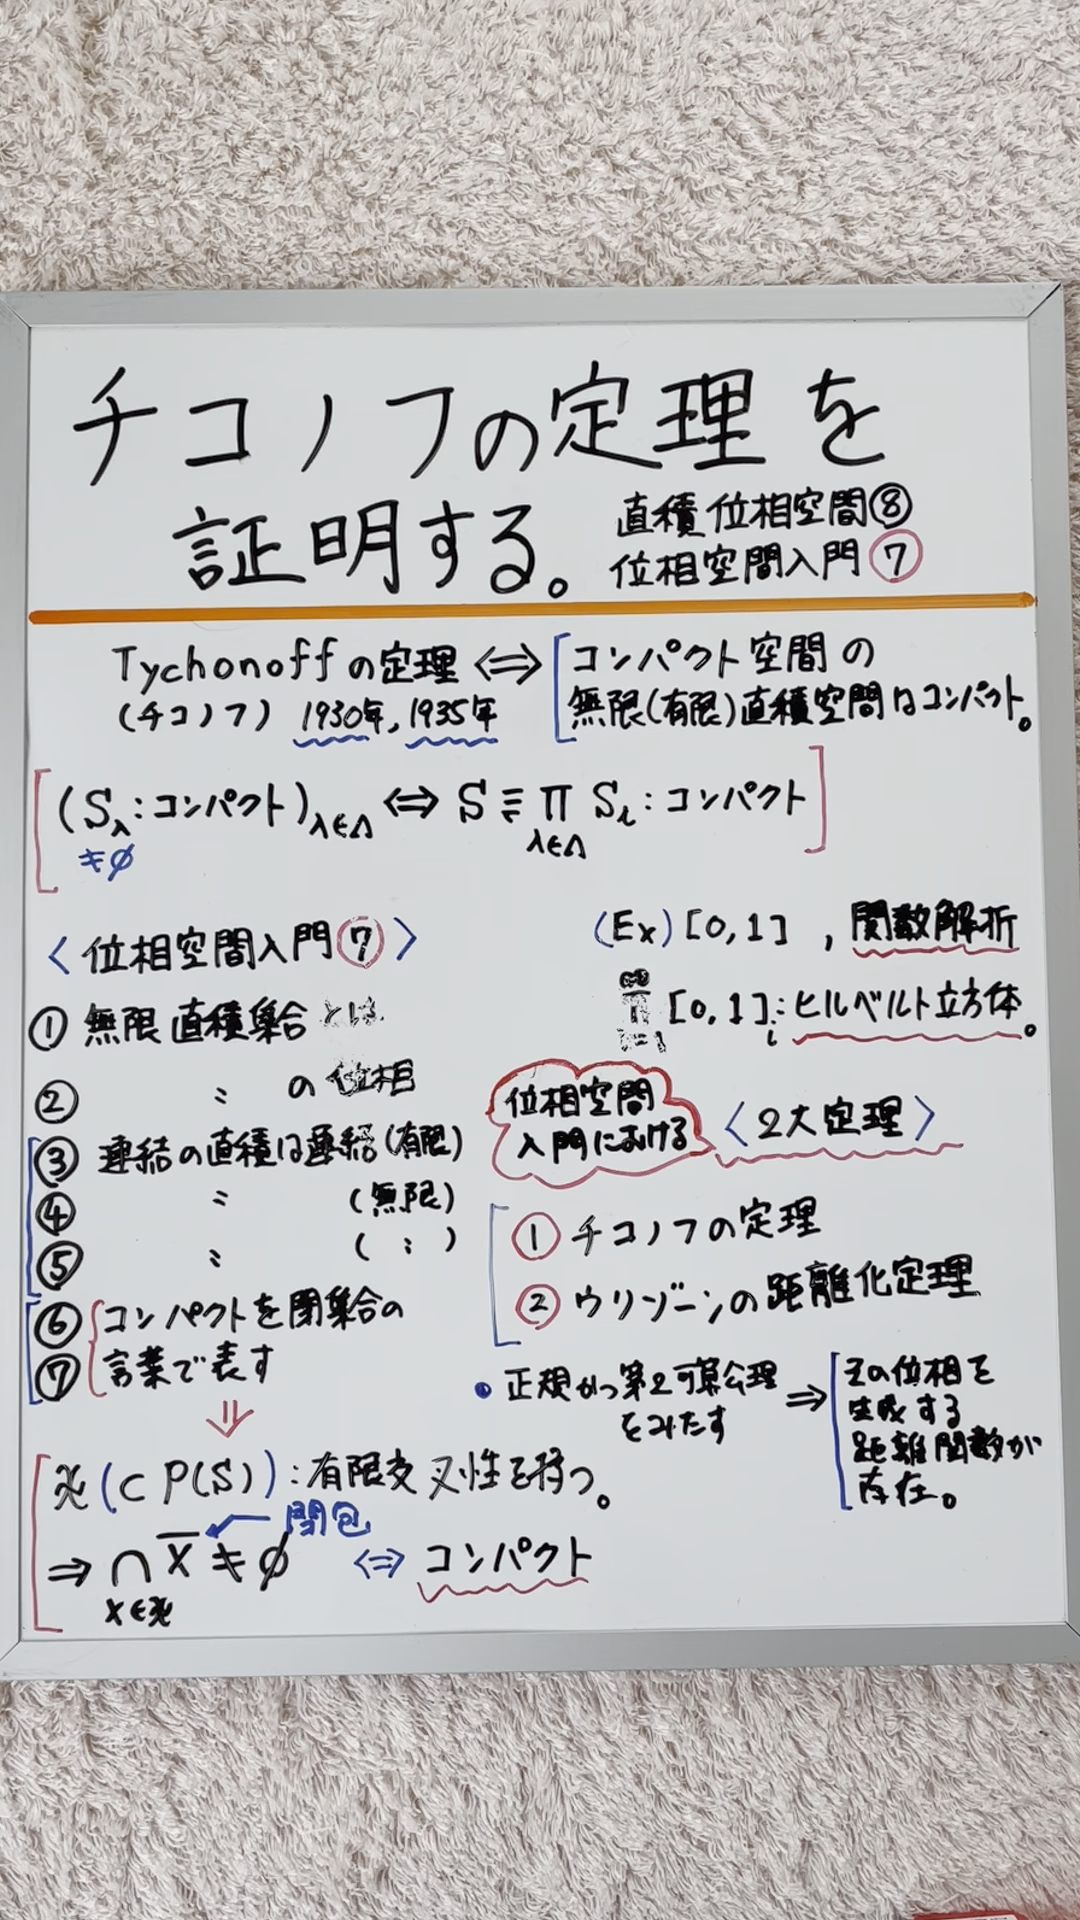 チコノフの定理を
証明する。
直積位相空間⑧
位相空間入門⑦
Tychonoffの定理 ⇔ コンパクト空間の
(チコノフ) 1930年, 1935年 無限(有限)直積空間はコンパクト。
(Sλ:コンパクト)λ∈Λ ⇔ S ≡ Π Si:コンパクト
≠∅ λ∈Λ
〈位相空間入門⑦〉
① 無限直積集合とは
② 〃 の位相
③ 連結の直積は連結(有限)
④ 〃 (無限)
⑤ 〃 (〃)
⑥ コンパクトを閉集合の
⑦ 言葉で表す
⇓
(Ex) [0,1], 関数解析
∞
Π [0,1]i:ヒルベルト立方体。
i=1
位相空間
入門における
〈2大定理〉
① チコノフの定理
② ウリゾーンの距離化定理
• 正規かつ第2可算公理
をみたす
⇒ その位相を
生成する
距離関数が
存在。
𝔛(⊂P(S)):有限交叉性を持つ。
閉包
⇒ ∩ X̄ ≠ ∅ ⇔ コンパクト
X∈𝔛